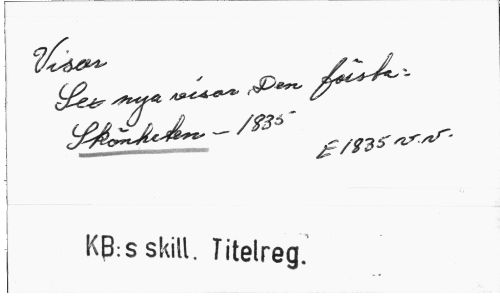 Visor
Sex nya visor. Den första:
Skönheten - 1835
E 1835 v.v.
KB:s skill. Titelreg.